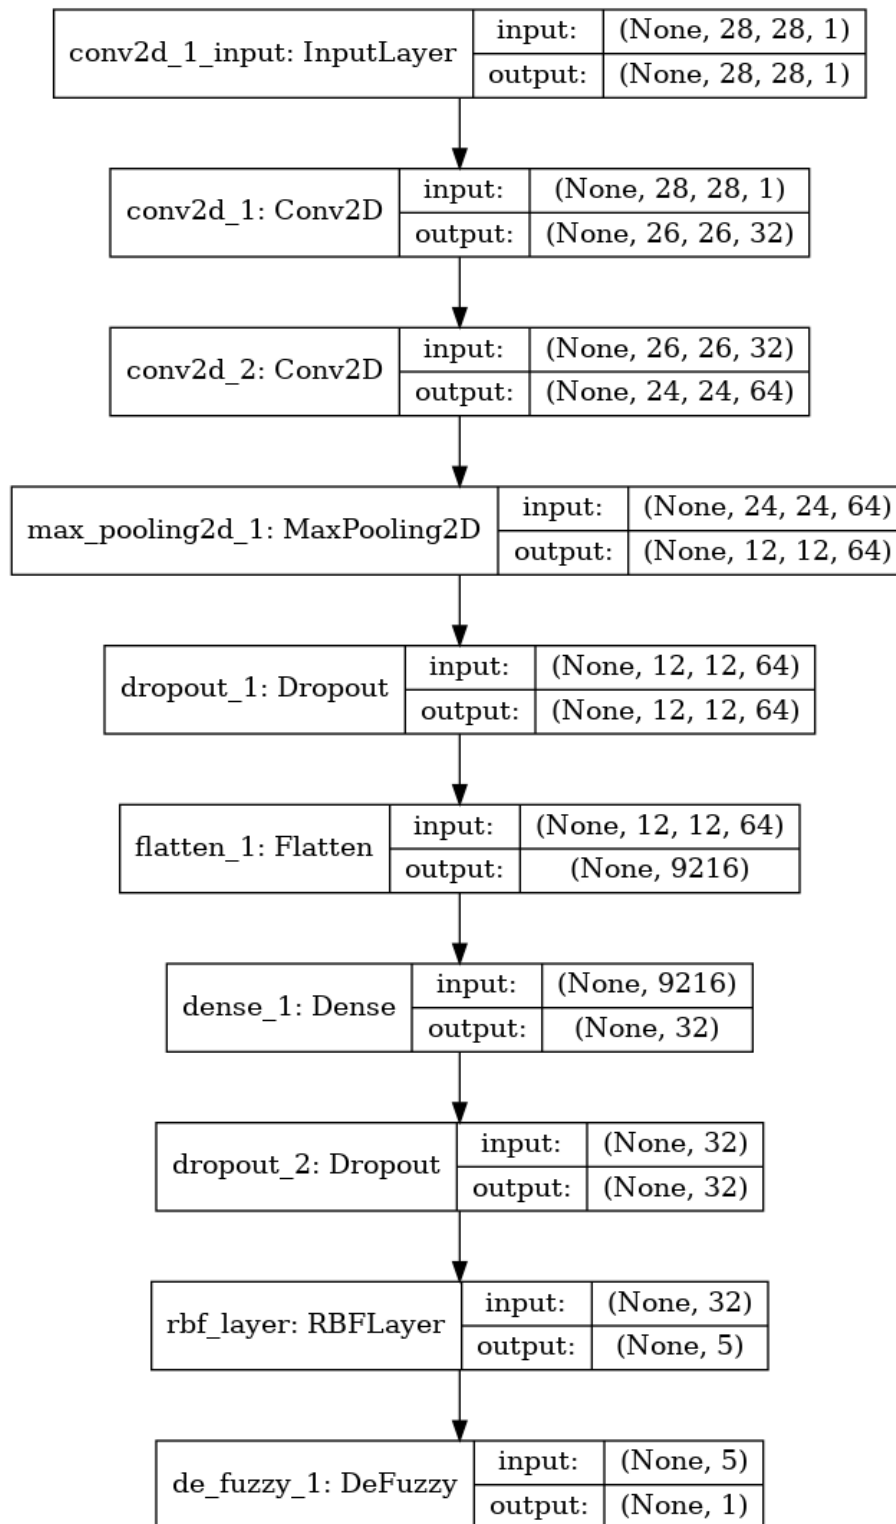 conv2d_1_input: InputLayer
input: (None, 28, 28, 1)
output: (None, 28, 28, 1)
conv2d_1: Conv2D
input: (None, 28, 28, 1)
output: (None, 26, 26, 32)
conv2d_2: Conv2D
input: (None, 26, 26, 32)
output: (None, 24, 24, 64)
max_pooling2d_1: MaxPooling2D
input: (None, 24, 24, 64)
output: (None, 12, 12, 64)
dropout_1: Dropout
input: (None, 12, 12, 64)
output: (None, 12, 12, 64)
flatten_1: Flatten
input: (None, 12, 12, 64)
output: (None, 9216)
dense_1: Dense
input: (None, 9216)
output: (None, 32)
dropout_2: Dropout
input: (None, 32)
output: (None, 32)
rbf_layer: RBFLayer
input: (None, 32)
output: (None, 5)
de_fuzzy_1: DeFuzzy
input: (None, 5)
output: (None, 1)